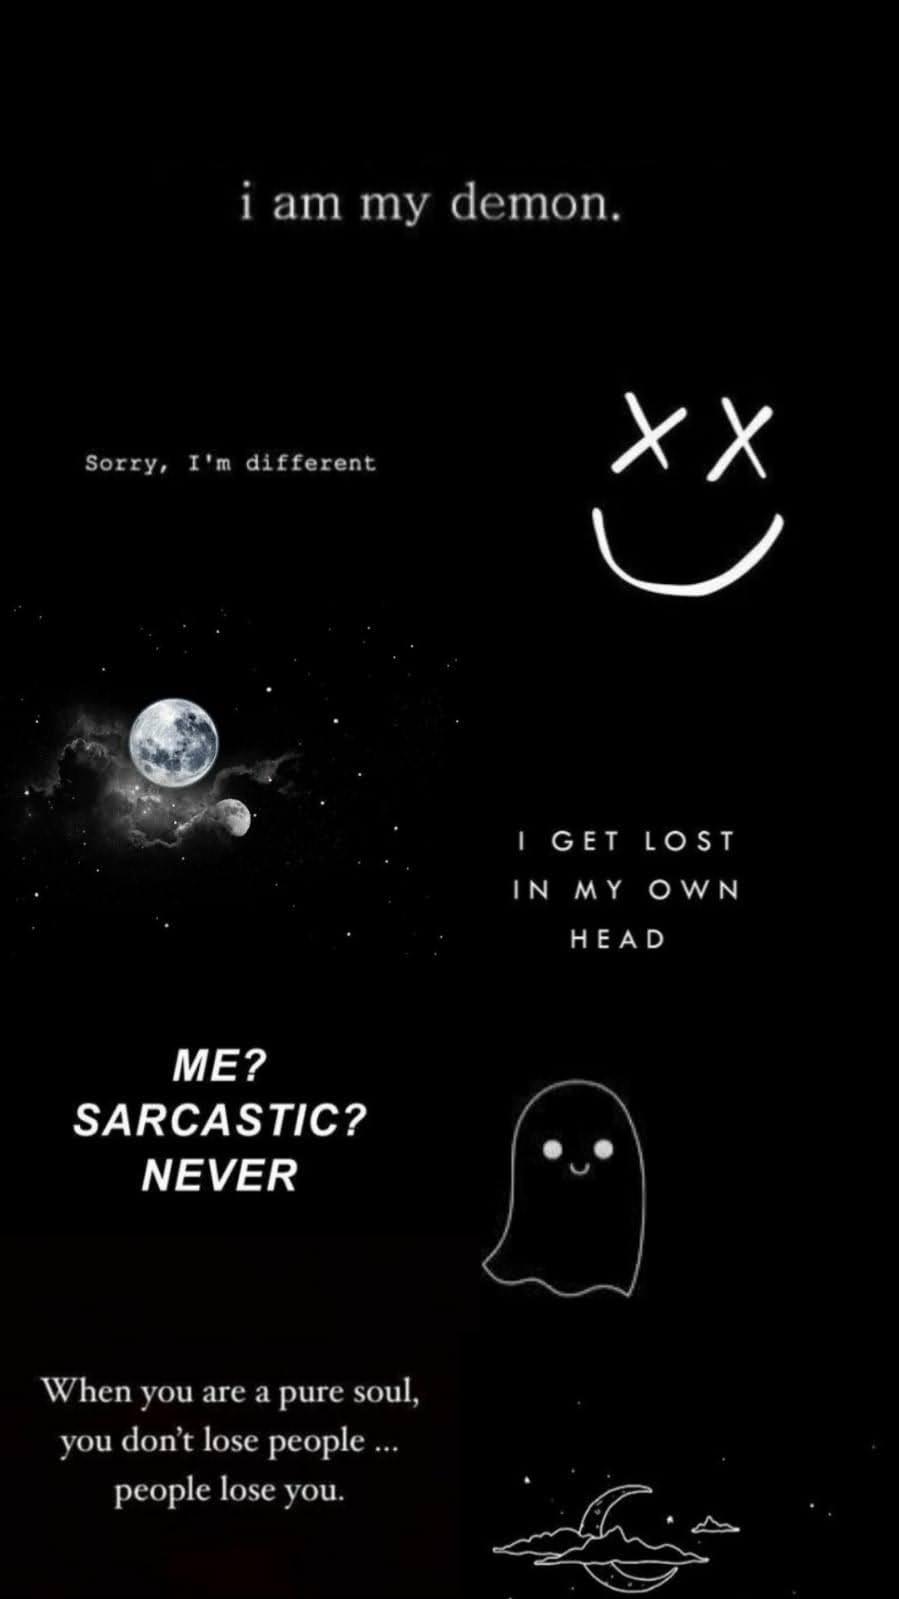 i am my demon.
Sorry, I'm different
I GET LOST
IN MY OWN
HEAD
ME?
SARCASTIC?
NEVER
When you are a pure soul,
you don’t lose people ...
people lose you.